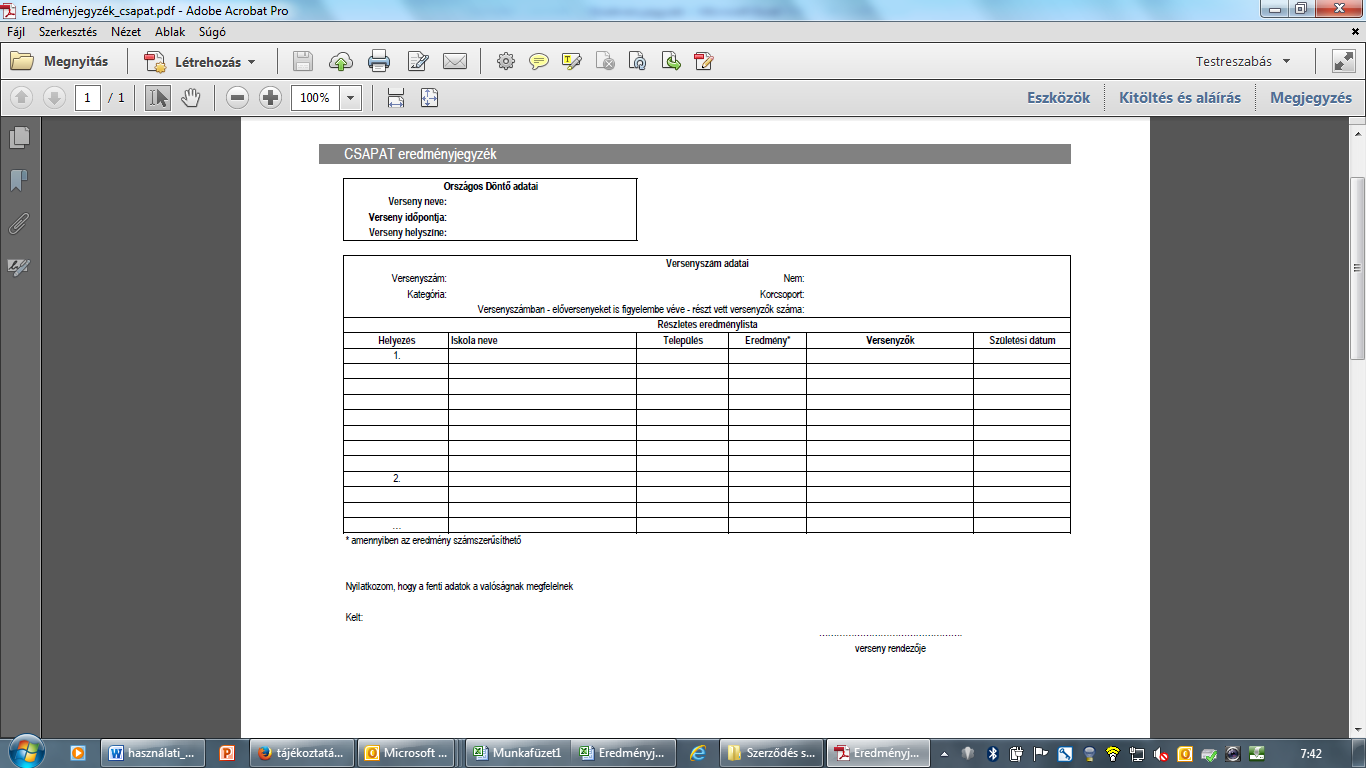 Eredményjegyzék_csapat.pdf - Adobe Acrobat Pro
Fájl Szerkesztés Nézet Ablak Súgó
Megnyitás Létrehozás Testreszabás
1 / 1 100% Eszközök Kitöltés és aláírás Megjegyzés
CSAPAT eredményjegyzék
Országos Döntő adatai
Verseny neve:
Verseny időpontja:
Verseny helyszíne:
Versenyszám adatai
Versenyszám: Nem:
Kategória: Korcsoport:
Versenyszámban - előversenyeket is figyelembe véve - részt vett versenyzők száma:
Részletes eredménylista
Helyezés Iskola neve Település Eredmény* Versenyzők Születési dátum
1.
2.
...
* amennyiben az eredmény számszerűsíthető
Nyilatkozom, hogy a fenti adatok a valóságnak megfelelnek
Kelt:
verseny rendezője
használati_... tájékoztatá... Microsoft ... Munkafüzet1 Eredményj... Szerződés s... Eredményj... 7:42